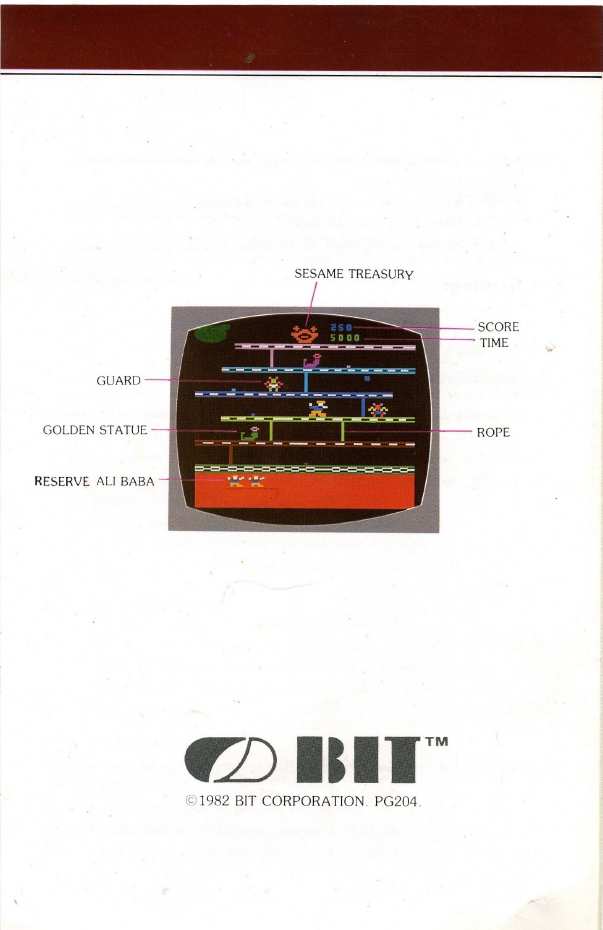 SESAME TREASURY
250
SCORE
5000
TIME
GUARD
GOLDEN STATUE
ROPE
RESERVE ALI BABA
BIT™
©1982 BIT CORPORATION. PG204.